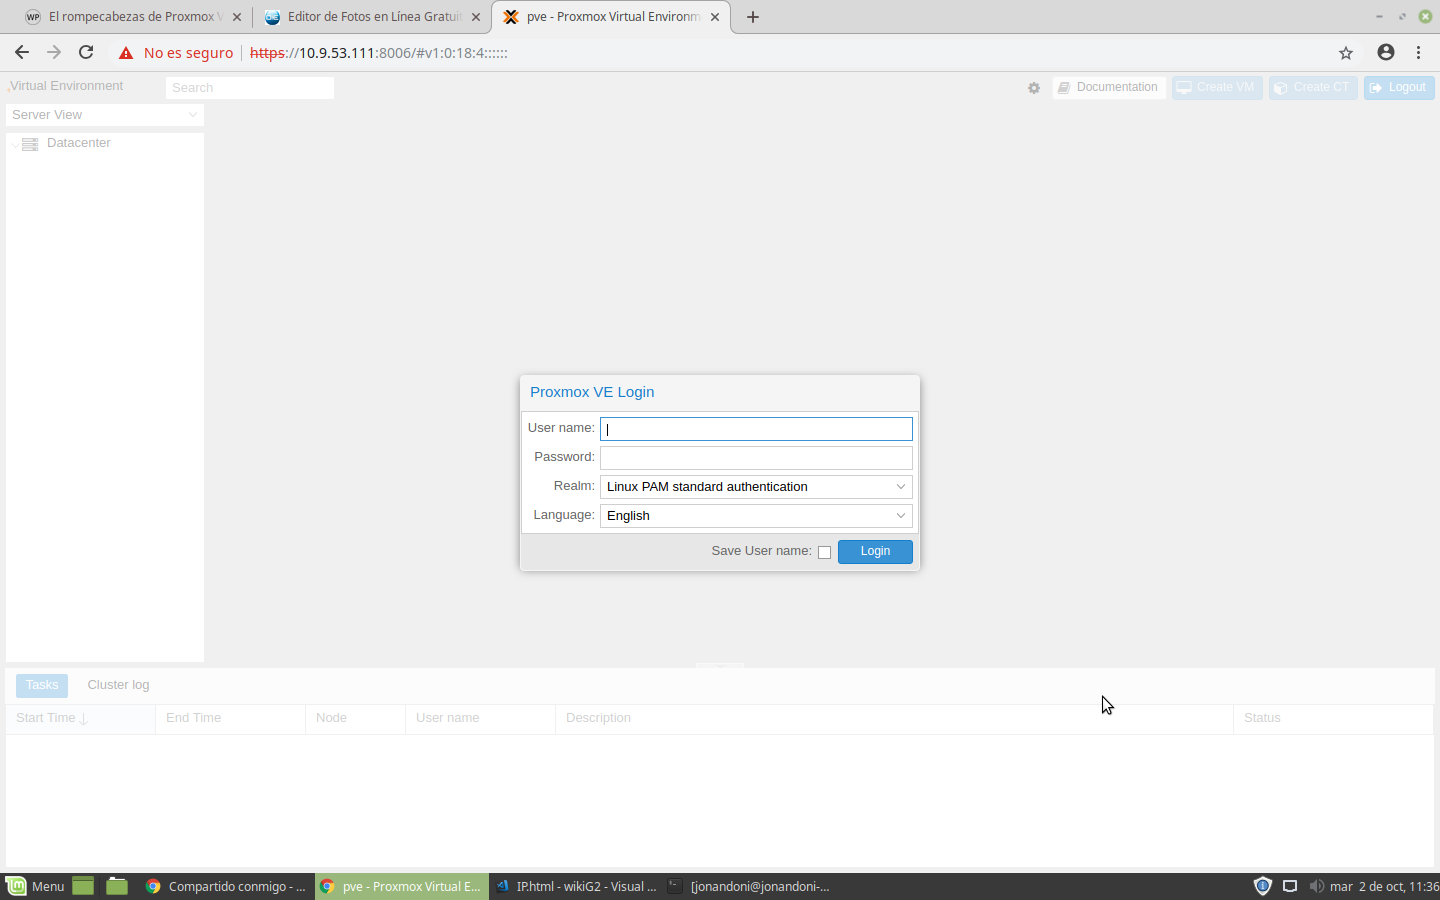 El rompecabezas de Proxmox V
Editor de Fotos en Línea Gratuit
pve - Proxmox Virtual Environm
No es seguro
https://10.9.53.111:8006/#v1:0:18:4::::::
Virtual Environment
Search
Documentation
Create VM
Create CT
Logout
Server View
Datacenter
Proxmox VE Login
User name:
Password:
Realm: Linux PAM standard authentication
Language: English
Save User name:
Login
Tasks
Cluster log
Start Time
End Time
Node
User name
Description
Status
Menu
Compartido conmigo - ...
pve - Proxmox Virtual E...
IP.html - wikiG2 - Visual ...
[jonandoni@jonandoni-...
mar 2 de oct, 11:36